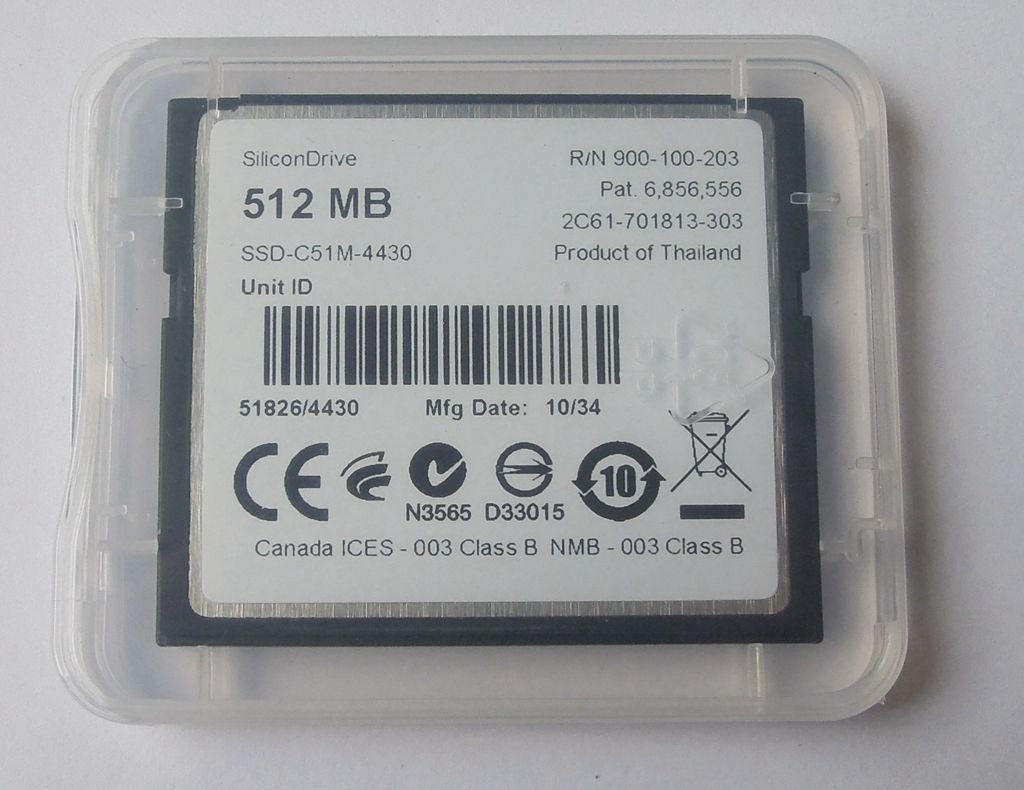 SiliconDrive
R/N 900-100-203
512 MB
Pat. 6,856,556
2C61-701813-303
SSD-C51M-4430
Product of Thailand
Unit ID
51826/4430 Mfg Date: 10/34
CE
10
N3565 D33015
Canada ICES - 003 Class B NMB - 003 Class B